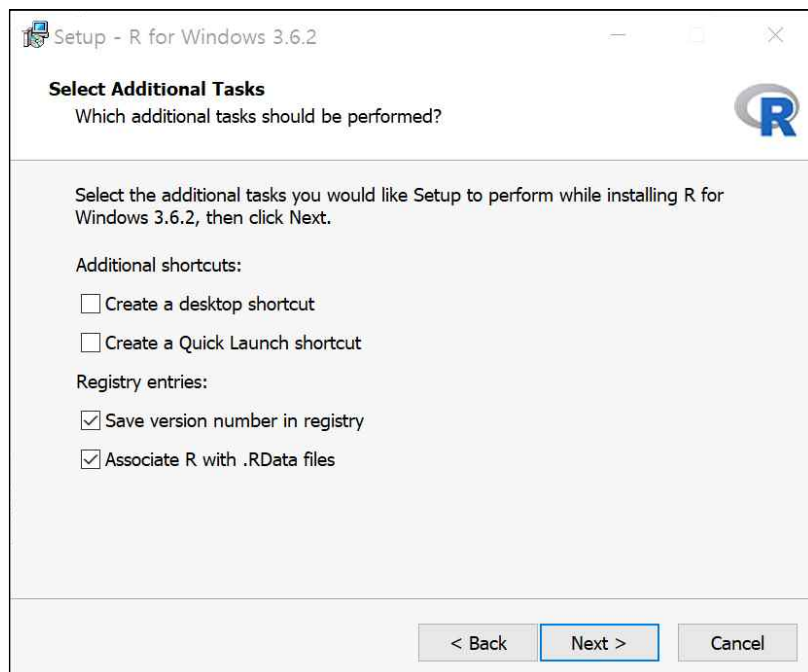 Setup - R for Windows 3.6.2
Select Additional Tasks
Which additional tasks should be performed?
R
Select the additional tasks you would like Setup to perform while installing R for
Windows 3.6.2, then click Next.
Additional shortcuts:
Create a desktop shortcut
Create a Quick Launch shortcut
Registry entries:
Save version number in registry
Associate R with .RData files
< Back Next > Cancel